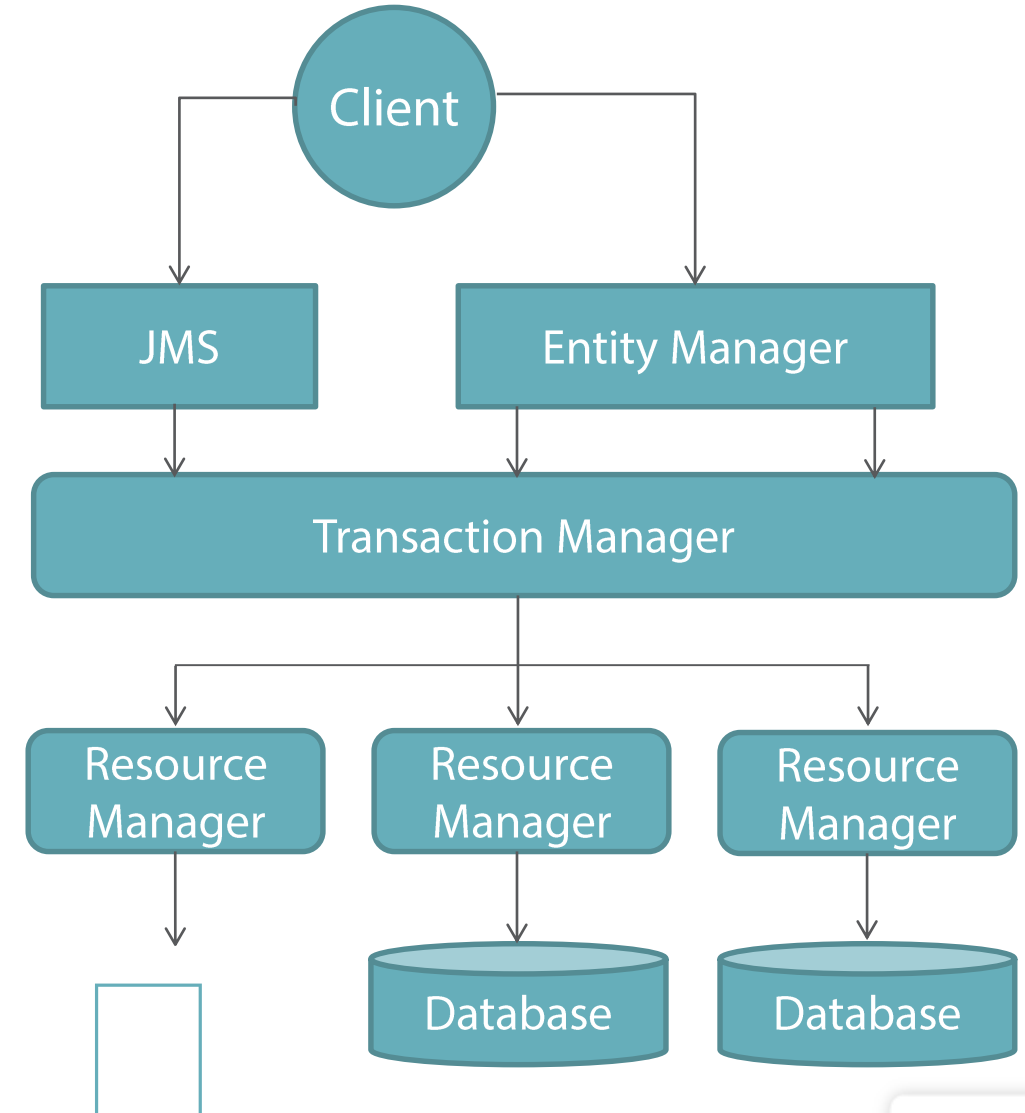 Client
JMS
Entity Manager
Transaction Manager
Resource
Manager
Resource
Manager
Resource
Manager
Database
Database